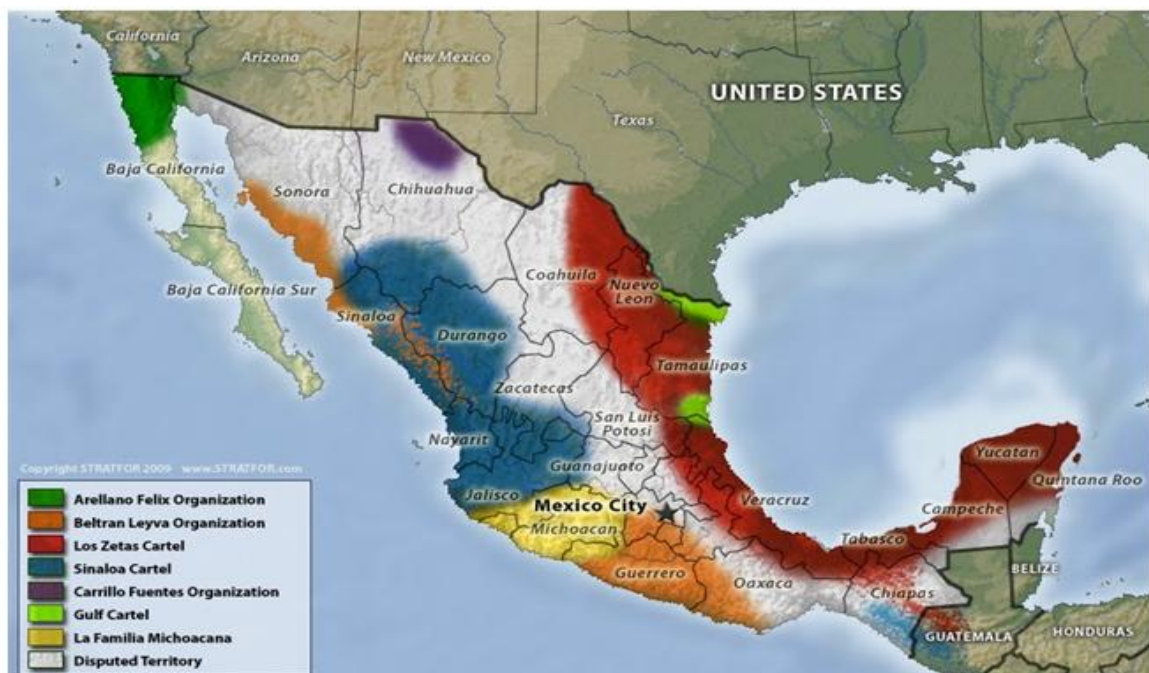 California
Arizona
New Mexico
UNITED STATES
Texas
Baja California
Sonora
Chihuahua
Coahuila
Nuevo
Leon
Baja California Sur
Sinaloa
Durango
Tamaulipas
Zacatecas
San Luis
Potosi
Nayarit
Guanajuato
Yucatan
Quintana Roo
Copyright STRATFOR 2009 www.STRATFOR.com
Jalisco
Mexico City
Veracruz
Campeche
Michoacan
Tabasco
BELIZE
Guerrero
Oaxaca
Chiapas
GUATEMALA
HONDURAS
Arellano Felix Organization
Beltran Leyva Organization
Los Zetas Cartel
Sinaloa Cartel
Carrillo Fuentes Organization
Gulf Cartel
La Familia Michoacana
Disputed Territory